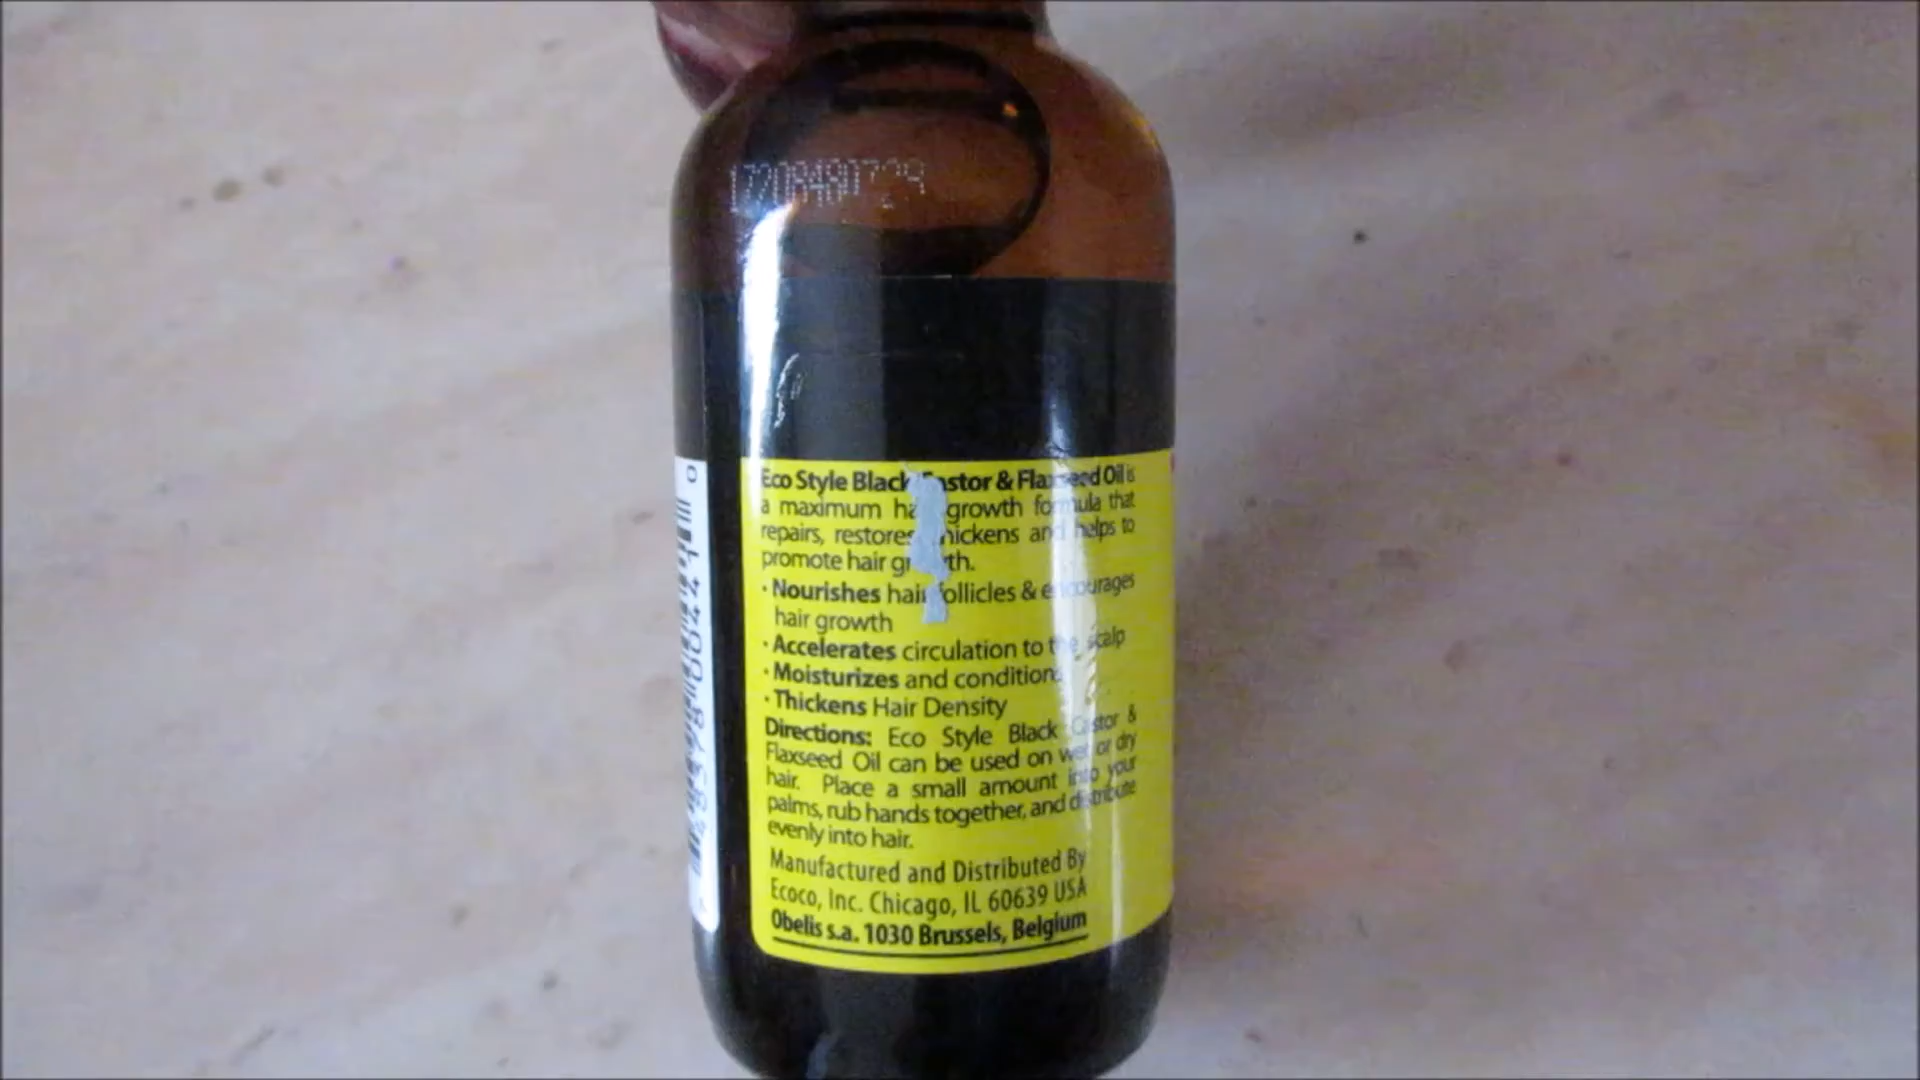 Eco Style Black Castor & Flaxseed Oil is
a maximum hair growth formula that
repairs, restores, thickens and helps to
promote hair growth.
· Nourishes hair follicles & encourages
hair growth
· Accelerates circulation to the scalp
· Moisturizes and conditions
· Thickens Hair Density
Directions: Eco Style Black Castor &
Flaxseed Oil can be used on wet or dry
hair. Place a small amount into your
palms, rub hands together, and distribute
evenly into hair.
Manufactured and Distributed By
Ecoco, Inc. Chicago, IL 60639 USA
Obelis s.a. 1030 Brussels, Belgium